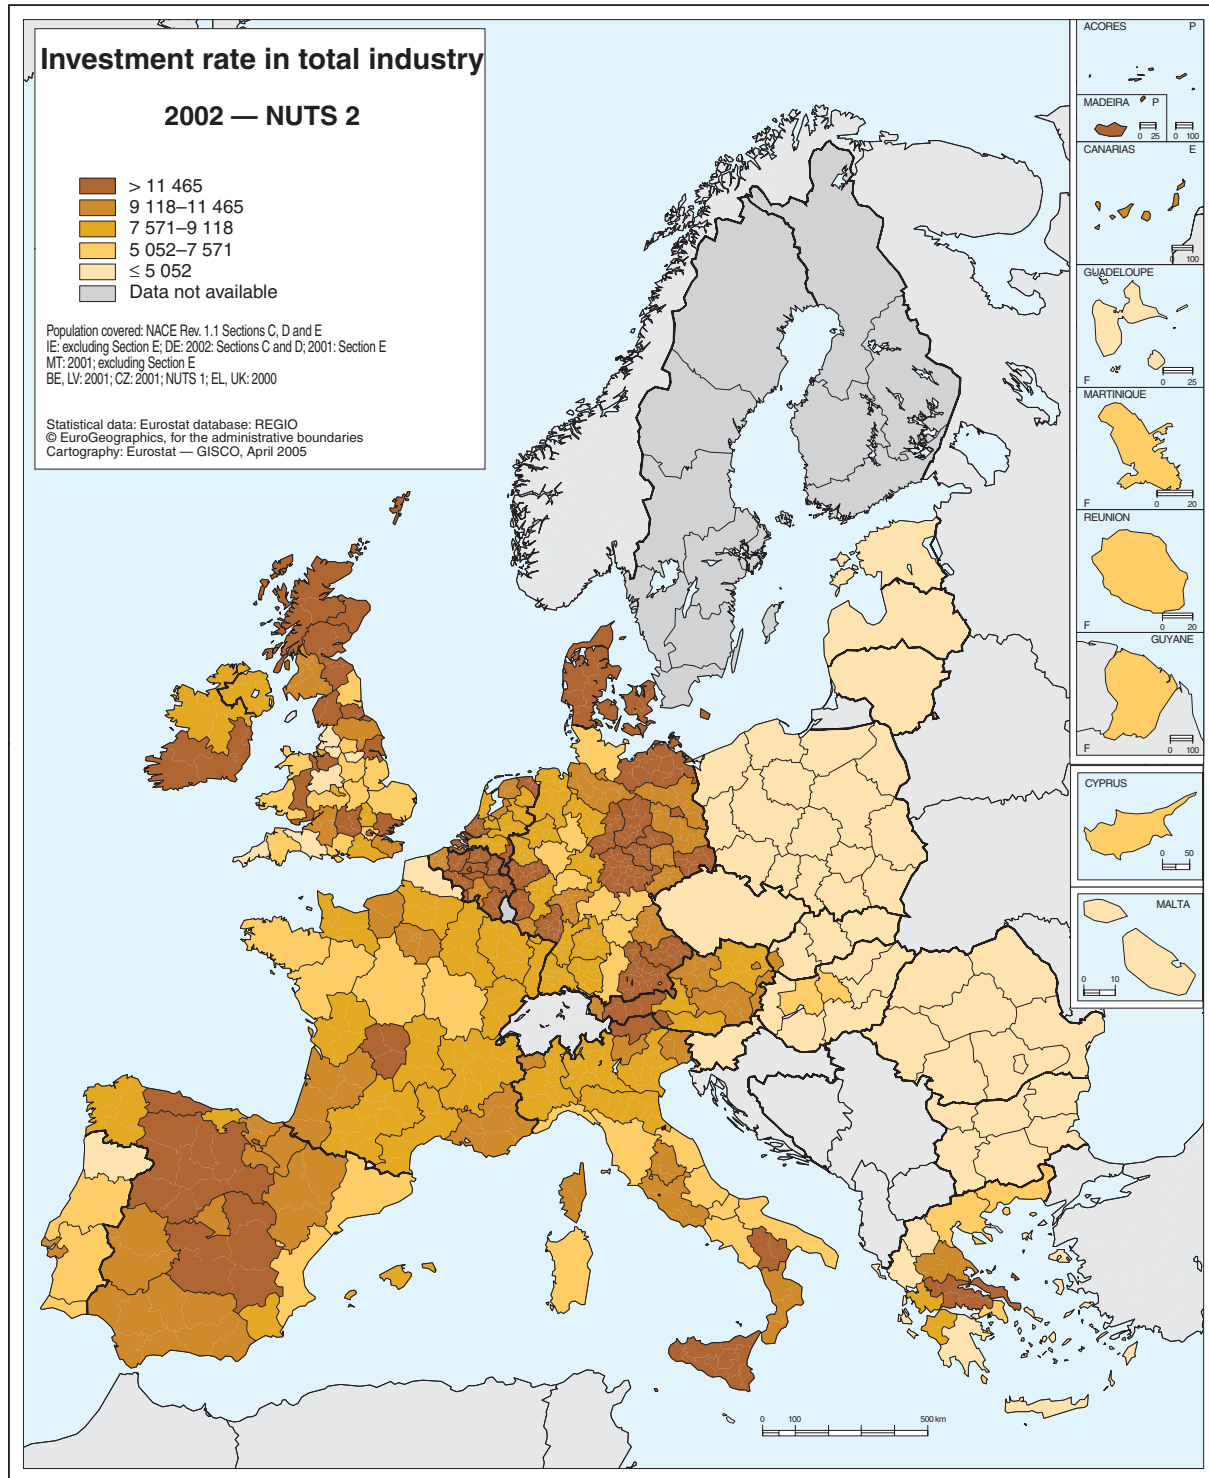 Investment rate in total industry
2002 — NUTS 2
> 11 465
9 118–11 465
7 571–9 118
5 052–7 571
≤ 5 052
Data not available
Population covered: NACE Rev. 1.1 Sections C, D and E
IE: excluding Section E; DE: 2002: Sections C and D; 2001: Section E
MT: 2001; excluding Section E
BE, LV: 2001; CZ: 2001; NUTS 1; EL, UK: 2000
Statistical data: Eurostat database: REGIO
© EuroGeographics, for the administrative boundaries
Cartography: Eurostat — GISCO, April 2005
ACORES P
MADEIRA P
0 25
0 100
CANARIAS E
0 100
GUADELOUPE
F
0 25
MARTINIQUE
F
0 20
REUNION
F
0 20
GUYANE
F
0 100
CYPRUS
0 50
MALTA
0 10
0 100 500 km